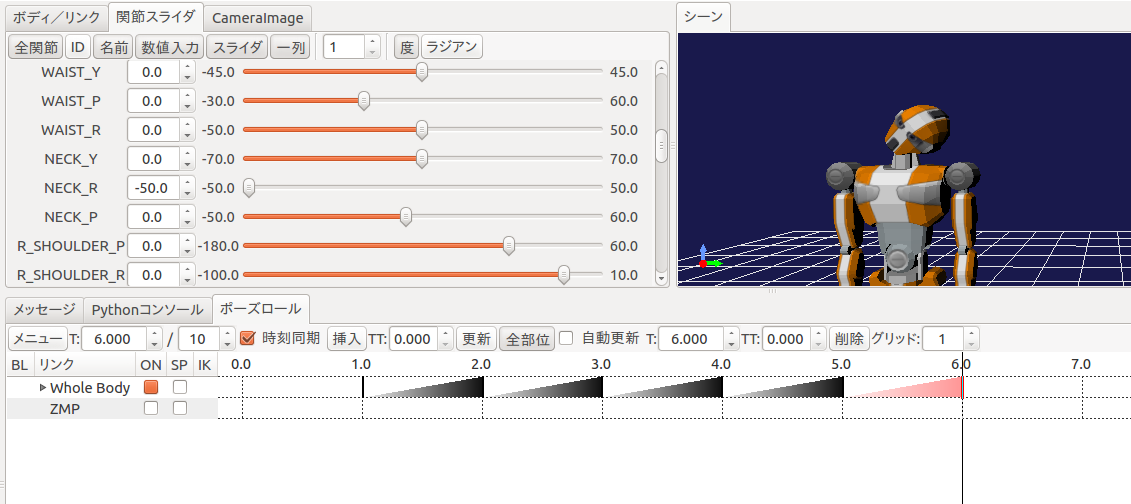 ボディ／リンク 関節スライダ CameraImage
全関節 ID 名前 数値入力 スライダ 一列 1 度 ラジアン
WAIST_Y 0.0 -45.0 45.0
WAIST_P 0.0 -30.0 60.0
WAIST_R 0.0 -50.0 50.0
NECK_Y 0.0 -70.0 70.0
NECK_R -50.0 -50.0 50.0
NECK_P 0.0 -50.0 60.0
R_SHOULDER_P 0.0 -180.0 60.0
R_SHOULDER_R 0.0 -100.0 10.0
シーン
メッセージ Pythonコンソール ポーズロール
メニュー T: 6.000 / 10 時刻同期 挿入 TT: 0.000 更新 全部位 自動更新 T: 6.000 TT: 0.000 削除 グリッド: 1
BL リンク ON SP IK 0.0 1.0 2.0 3.0 4.0 5.0 6.0 7.0
Whole Body
ZMP